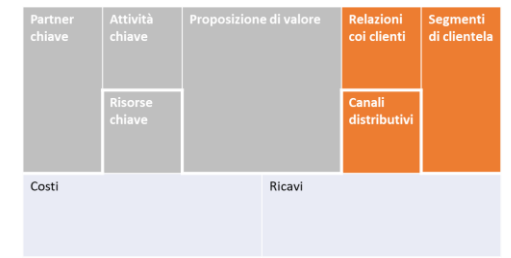 Partner
chiave
Attività
chiave
Proposizione di valore
Relazioni
coi clienti
Segmenti
di clientela
Risorse
chiave
Canali
distributivi
Costi
Ricavi